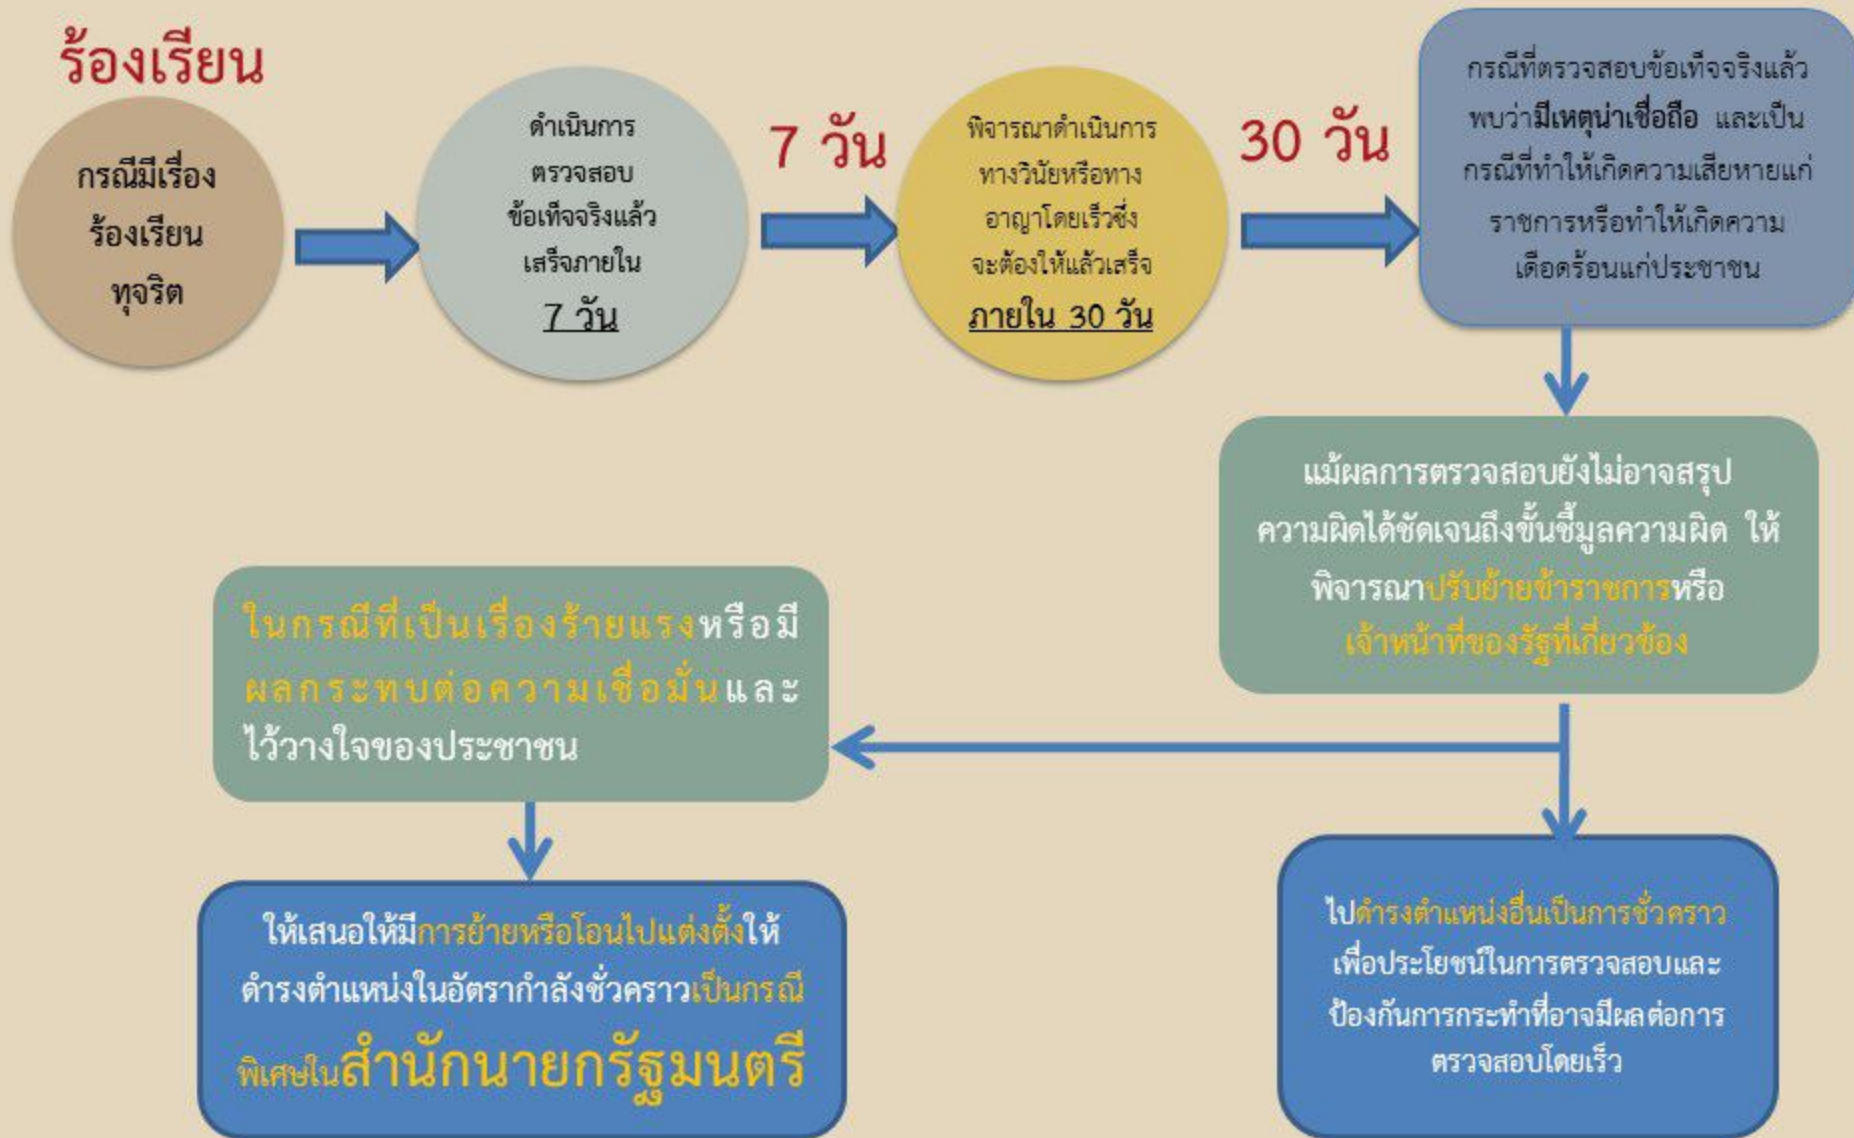 ร้องเรียน
กรณีมีเรื่อง
ร้องเรียน
ทุจริต
ดำเนินการ
ตรวจสอบ
ข้อเท็จจริงแล้ว
เสร็จภายใน
7 วัน
7 วัน
พิจารณาดำเนินการ
ทางวินัยหรือทาง
อาญาโดยเร็วซึ่ง
จะต้องให้แล้วเสร็จ
ภายใน 30 วัน
30 วัน
กรณีที่ตรวจสอบข้อเท็จจริงแล้ว
พบว่ามีเหตุน่าเชื่อถือ และเป็น
กรณีที่ทำให้เกิดความเสียหายแก่
ราชการหรือทำให้เกิดความ
เดือดร้อนแก่ประชาชน
แม้ผลการตรวจสอบยังไม่อาจสรุป
ความผิดได้ชัดเจนถึงขั้นชี้มูลความผิด ให้
พิจารณาปรับย้ายข้าราชการหรือ
เจ้าหน้าที่ของรัฐที่เกี่ยวข้อง
ในกรณีที่เป็นเรื่องร้ายแรงหรือมี
ผลกระทบต่อความเชื่อมั่นและ
ไว้วางใจของประชาชน
ให้เสนอให้มีการย้ายหรือโอนไปแต่งตั้งให้
ดำรงตำแหน่งในอัตรากำลังชั่วคราวเป็นกรณี
พิเศษในสำนักนายกรัฐมนตรี
ไปดำรงตำแหน่งอื่นเป็นการชั่วคราว
เพื่อประโยชน์ในการตรวจสอบและ
ป้องกันการกระทำที่อาจมีผลต่อการ
ตรวจสอบโดยเร็ว